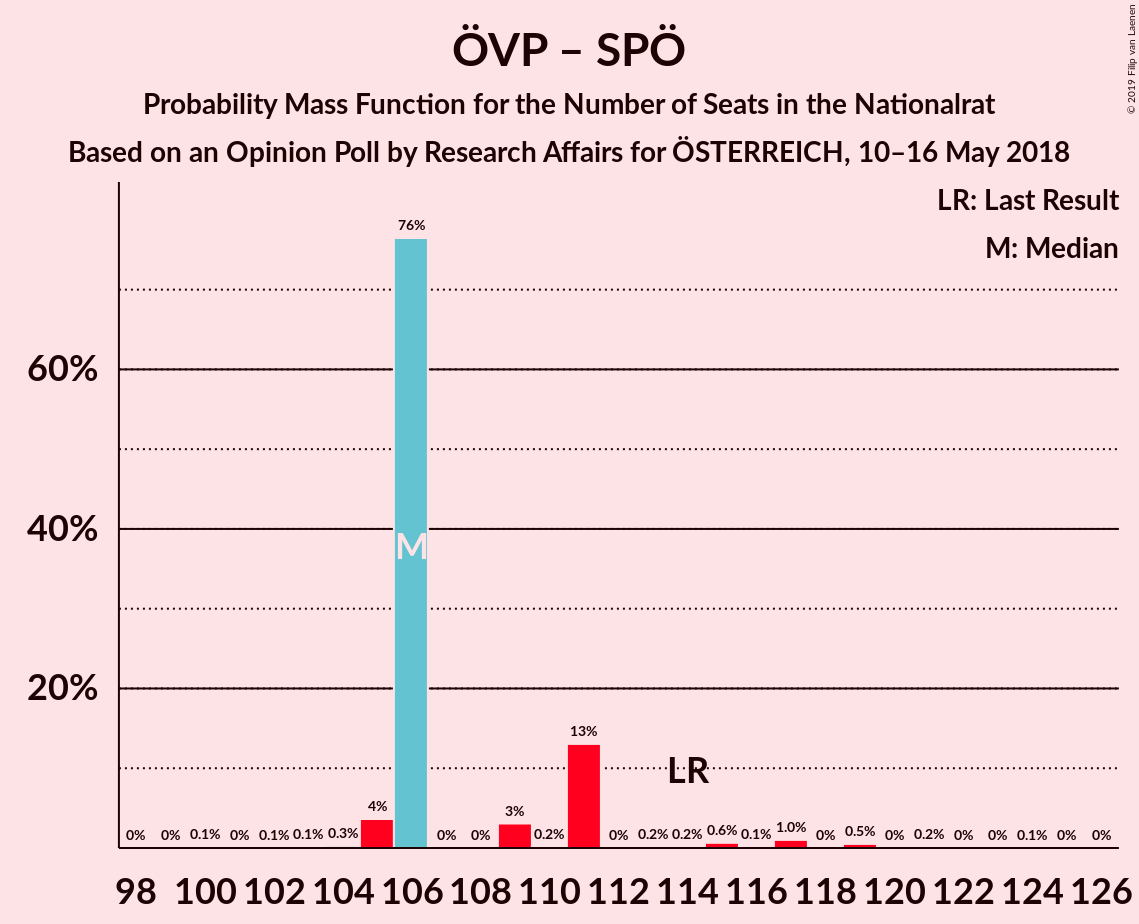 ÖVP – SPÖ
Probability Mass Function for the Number of Seats in the Nationalrat
Based on an Opinion Poll by Research Affairs for ÖSTERREICH, 10–16 May 2018
© 2019 Filip van Laenen
LR: Last Result
M: Median
76%
60%
40%
M
20%
13%
LR
4%
3%
0% 0% 0.1% 0% 0.1% 0.1% 0.3% 0% 0% 0.2% 0% 0.2% 0.2% 0.6% 0.1% 1.0% 0% 0.5% 0% 0.2% 0% 0% 0.1% 0% 0%
98 100 102 104 106 108 110 112 114 116 118 120 122 124 126